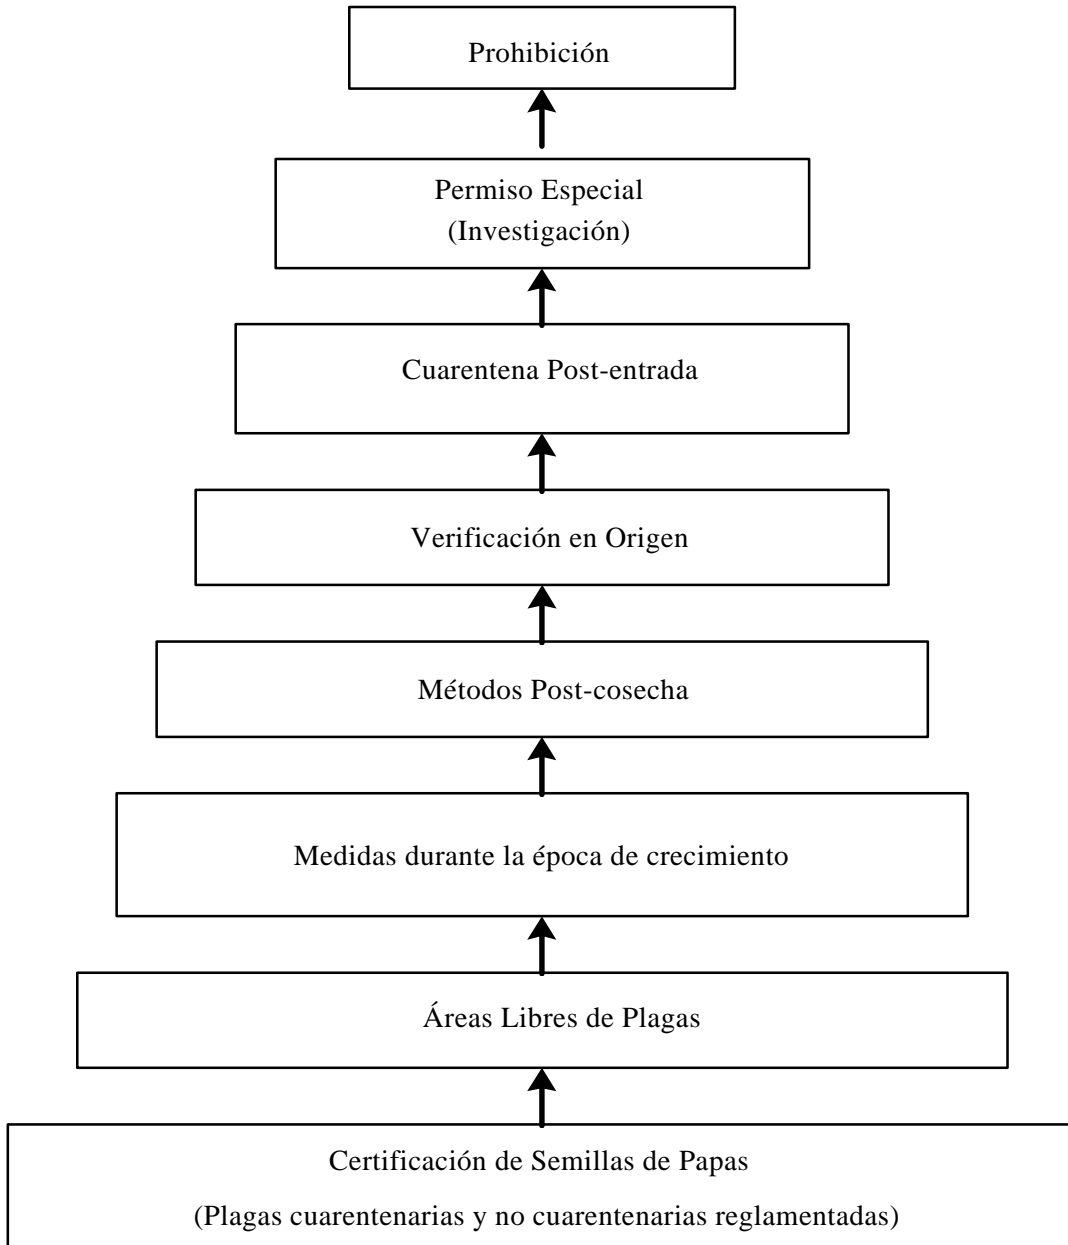 Prohibición
Permiso Especial
(Investigación)
Cuarentena Post-entrada
Verificación en Origen
Métodos Post-cosecha
Medidas durante la época de crecimiento
Áreas Libres de Plagas
Certificación de Semillas de Papas
(Plagas cuarentenarias y no cuarentenarias reglamentadas)